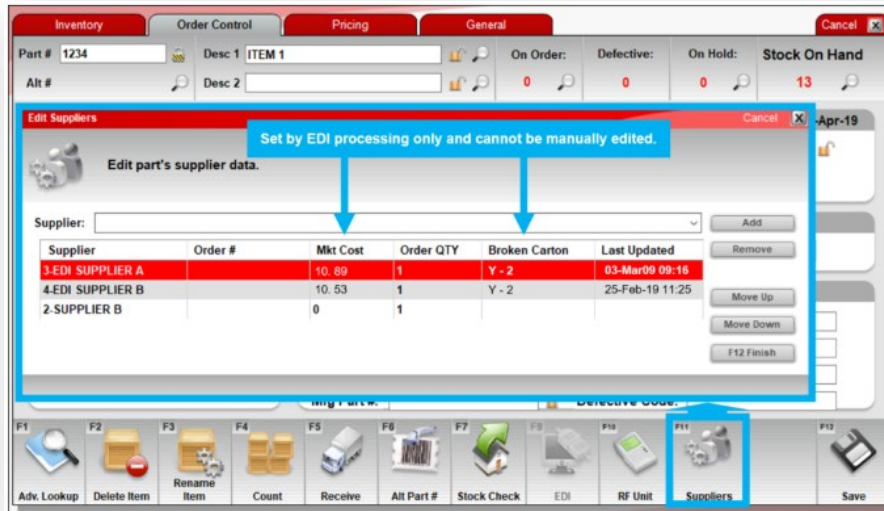 Inventory Order Control Pricing General Cancel
Part # 1234 Desc 1 ITEM 1 On Order: Defective: On Hold: Stock On Hand
Alt # Desc 2 0 0 0 13
Edit Suppliers Cancel -Apr-19
Set by EDI processing only and cannot be manually edited.
Edit part's supplier data.
Supplier: Add
Supplier Order # Mkt Cost Order QTY Broken Carton Last Updated Remove
3-EDI SUPPLIER A 10. 89 1 Y - 2 03-Mar09 09:16
4-EDI SUPPLIER B 10. 53 1 Y - 2 25-Feb-19 11:25
Move Up
2-SUPPLIER B 0 1
Move Down
F12 Finish
Mfg Part #: Defective Code:
F1 F2 F3 F4 F5 F6 F7 F9 F10 F11 F12
Adv. Lookup Delete Item Rename Item Count Receive Alt Part # Stock Check EDI RF Unit Suppliers Save